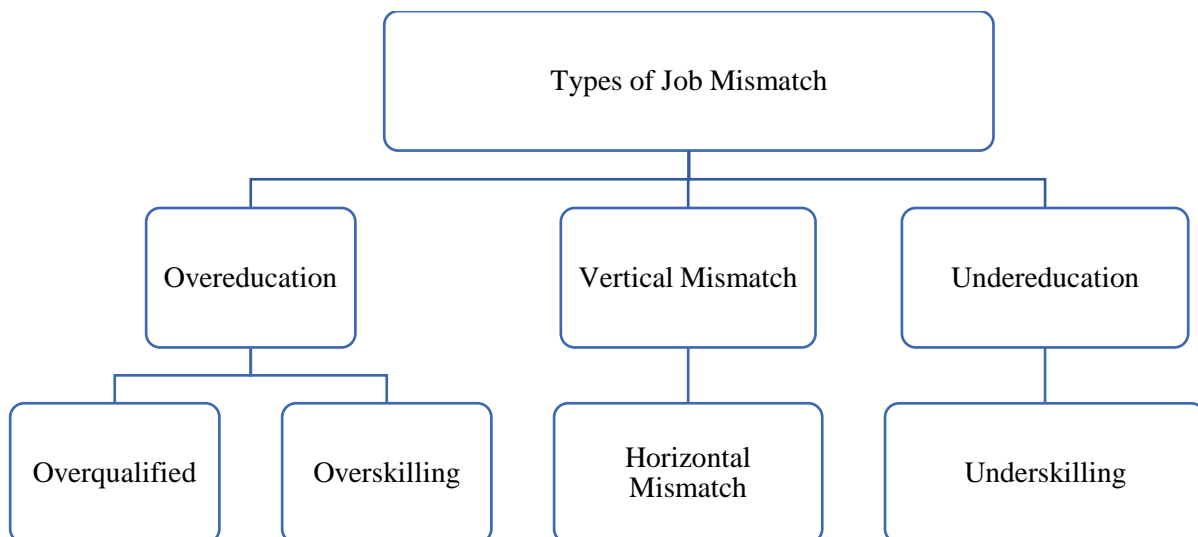 Types of Job Mismatch
Overeducation
Vertical Mismatch
Undereducation
Overqualified
Overskilling
Horizontal
Mismatch
Underskilling